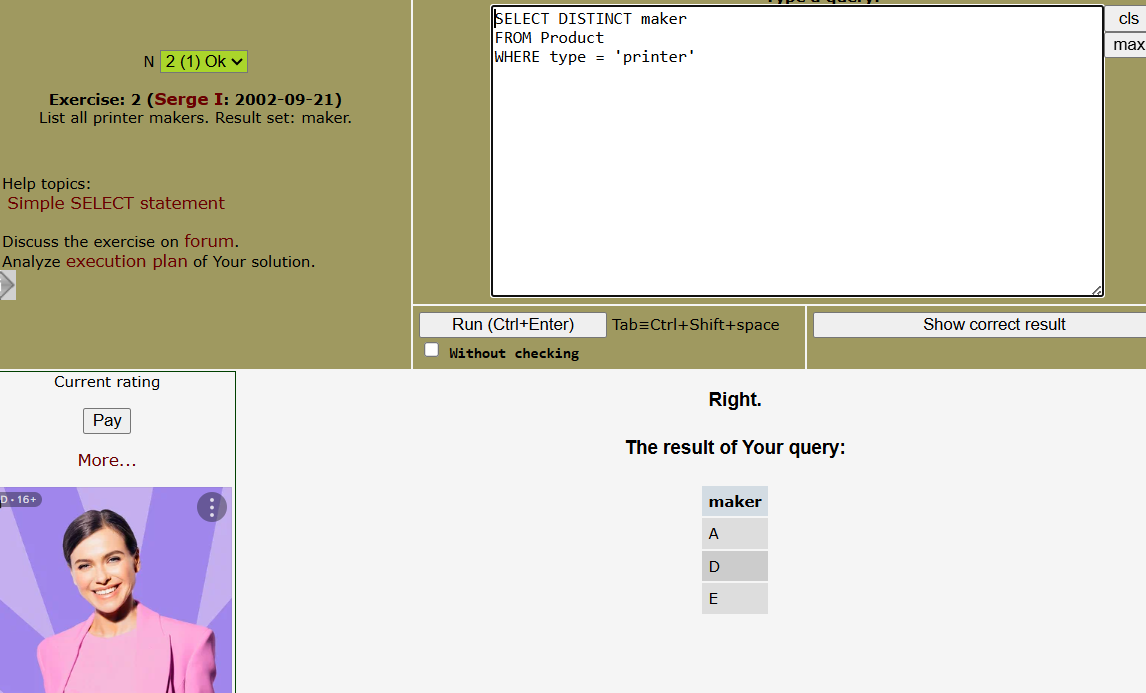 Type a query:
SELECT DISTINCT maker
FROM Product
WHERE type = 'printer'
cls
max
N 2 (1) Ok
Exercise: 2 (Serge I: 2002-09-21)
List all printer makers. Result set: maker.
Help topics:
Simple SELECT statement
Discuss the exercise on forum.
Analyze execution plan of Your solution.
Run (Ctrl+Enter) Tab≡Ctrl+Shift+space
Without checking
Show correct result
Current rating
Pay
More...
D • 16+
Right.
The result of Your query:
maker
A
D
E